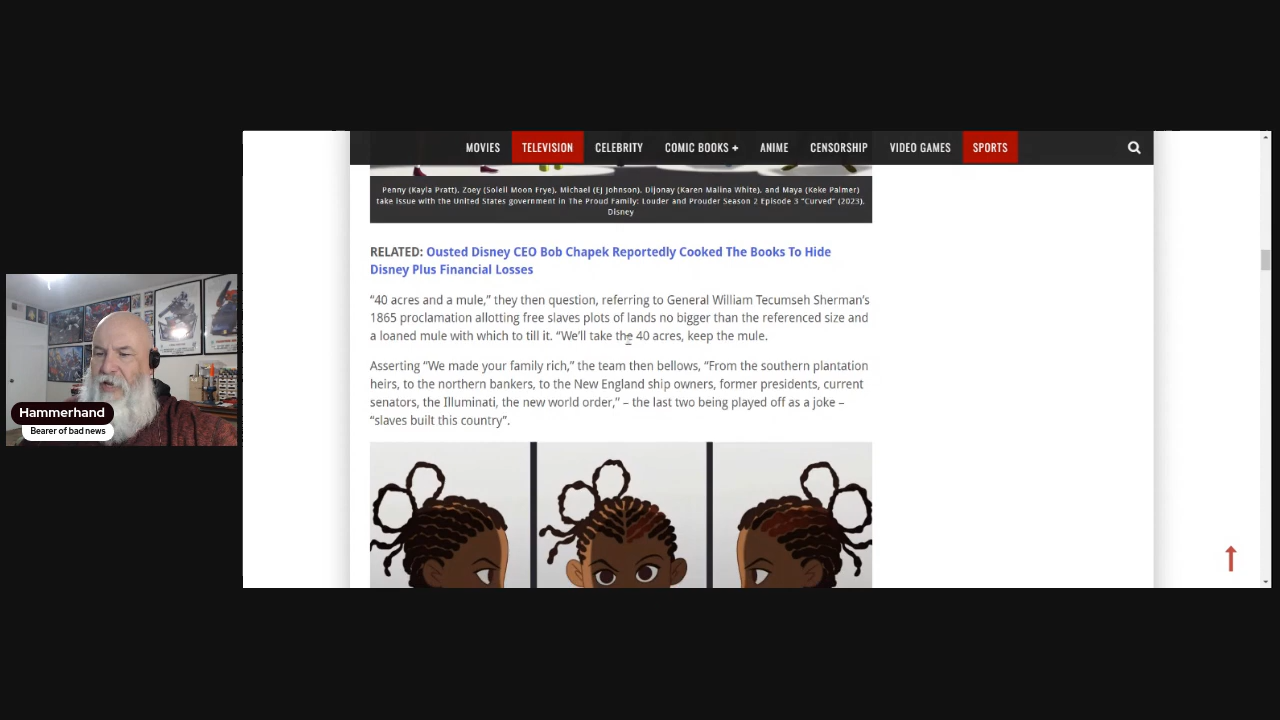 MOVIES TELEVISION CELEBRITY COMIC BOOKS + ANIME CENSORSHIP VIDEO GAMES SPORTS
Penny (Kayla Pratt), Zoey (Soleil Moon Frye), Michael (EJ Johnson), Dijonay (Karen Malina White), and Maya (Keke Palmer)
take issue with the United States government in The Proud Family: Louder and Prouder Season 2 Episode 3 "Curved" (2023),
Disney
RELATED: Ousted Disney CEO Bob Chapek Reportedly Cooked The Books To Hide
Disney Plus Financial Losses
“40 acres and a mule,” they then question, referring to General William Tecumseh Sherman’s
1865 proclamation allotting free slaves plots of lands no bigger than the referenced size and
a loaned mule with which to till it. “We’ll take the 40 acres, keep the mule.
Asserting “We made your family rich,” the team then bellows, “From the southern plantation
heirs, to the northern bankers, to the New England ship owners, former presidents, current
senators, the Illuminati, the new world order,” – the last two being played off as a joke –
“slaves built this country”.
Hammerhand
Bearer of bad news